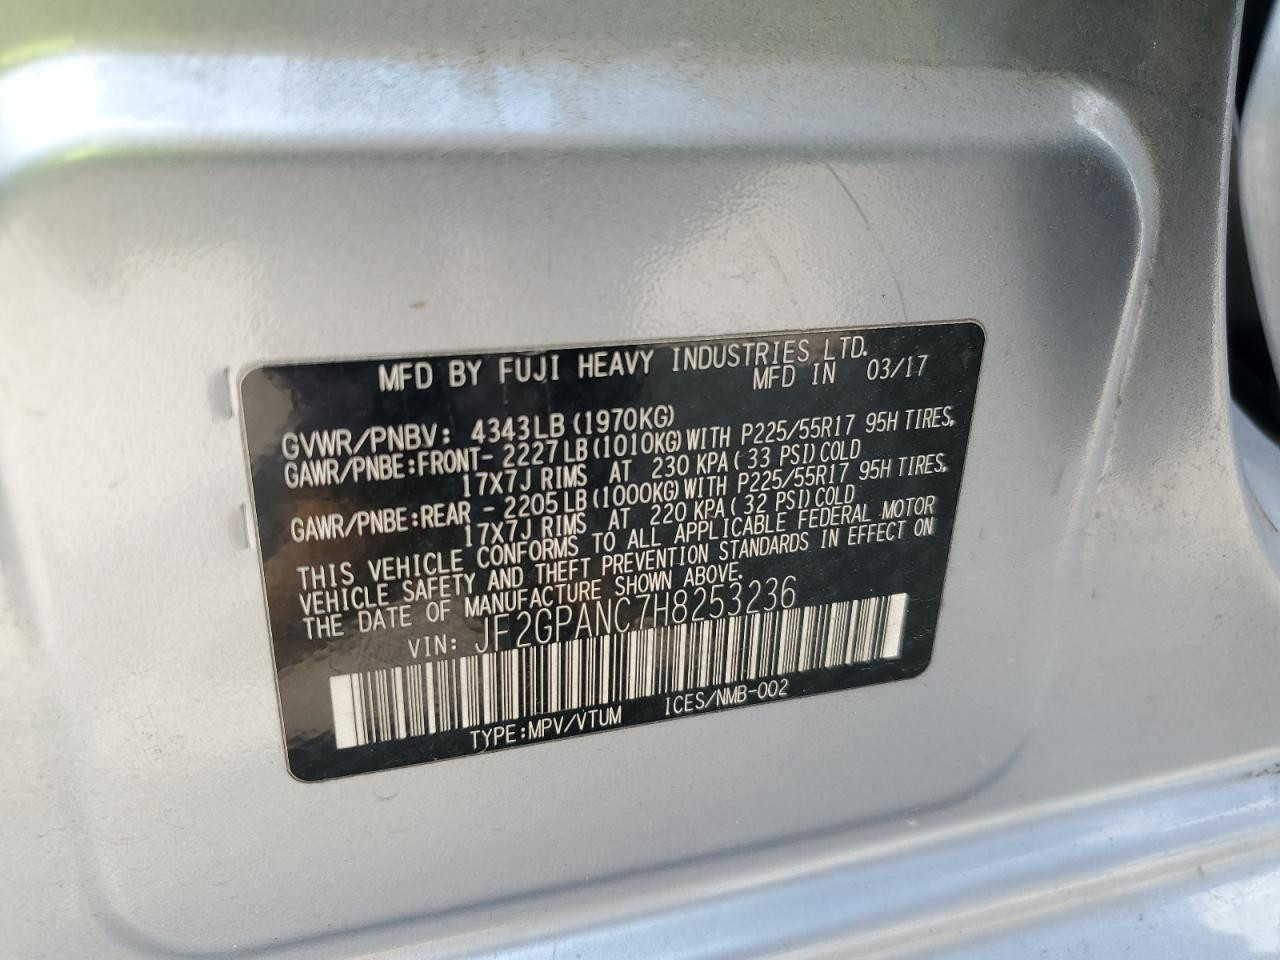 MFD BY FUJI HEAVY INDUSTRIES LTD.
MFD IN 03/17
GVWR/PNBV: 4343LB(1970KG)
GAWR/PNBE:FRONT- 2227LB(1010KG)WITH P225/55R17 95H TIRES,
17X7J RIMS AT 230 KPA( 33 PSI)COLD
GAWR/PNBE:REAR - 2205LB(1000KG)WITH P225/55R17 95H TIRES,
17X7J RIMS AT 220 KPA( 32 PSI)COLD
THIS VEHICLE CONFORMS TO ALL APPLICABLE FEDERAL MOTOR
VEHICLE SAFETY AND THEFT PREVENTION STANDARDS IN EFFECT ON
THE DATE OF MANUFACTURE SHOWN ABOVE.
VIN: JF2GPANC7H8253236
TYPE:MPV/VTUM ICES/NMB-002